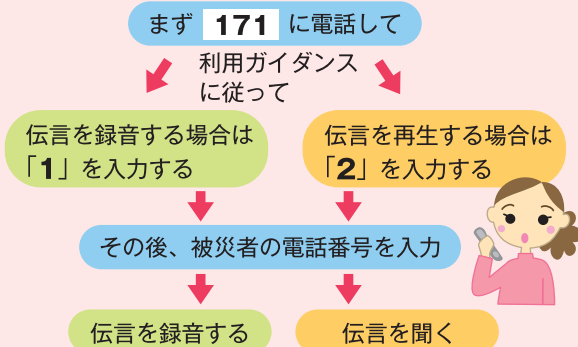 まず 171 に電話して
利用ガイダンス
に従って
伝言を録音する場合は
「1」を入力する
伝言を再生する場合は
「2」を入力する
その後、被災者の電話番号を入力
伝言を録音する
伝言を聞く